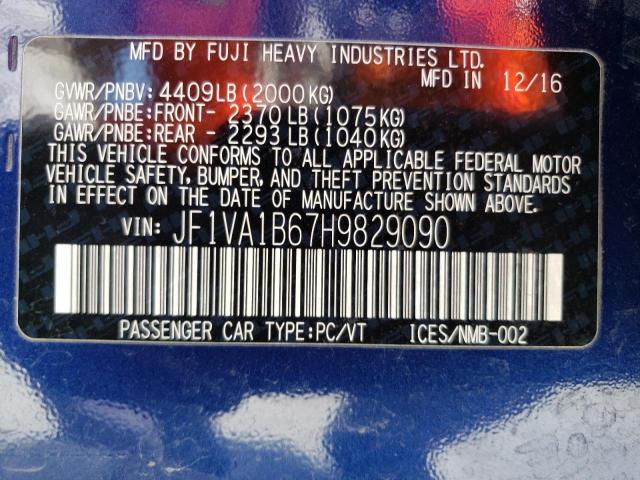 MFD BY FUJI HEAVY INDUSTRIES LTD.
MFD IN 12/16
GVWR/PNBV: 4409LB (2000KG)
GAWR/PNBE:FRONT- 2370 LB (1075KG)
GAWR/PNBE:REAR - 2293 LB (1040KG)
THIS VEHICLE CONFORMS TO ALL APPLICABLE FEDERAL MOTOR
VEHICLE SAFETY, BUMPER, AND THEFT PREVENTION STANDARDS
IN EFFECT ON THE DATE OF MANUFACTURE SHOWN ABOVE.
VIN: JF1VA1B67H9829090
PASSENGER CAR TYPE:PC/VT ICES/NMB-002